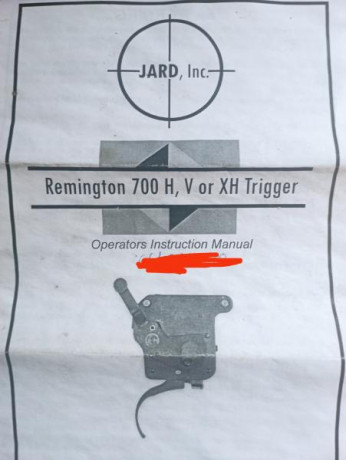 JARD, Inc.
Remington 700 H, V or XH Trigger
Operators Instruction Manual